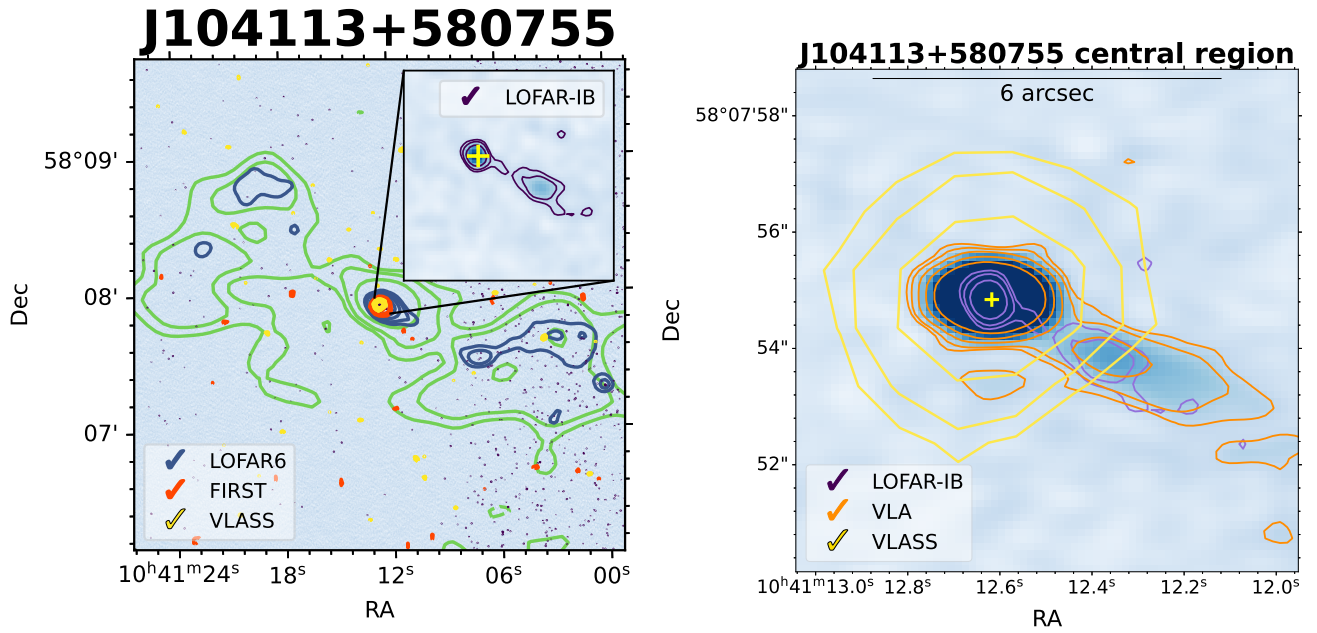 J104113+580755
LOFAR-IB
58°09'
08'
07'
Dec
LOFAR6
FIRST
VLASS
10ʰ41ᵐ24ˢ 18ˢ 12ˢ 06ˢ 00ˢ
RA
J104113+580755 central region
6 arcsec
58°07'58"
56"
54"
52"
Dec
LOFAR-IB
VLA
VLASS
10ʰ41ᵐ13.0ˢ 12.8ˢ 12.6ˢ 12.4ˢ 12.2ˢ 12.0ˢ
RA